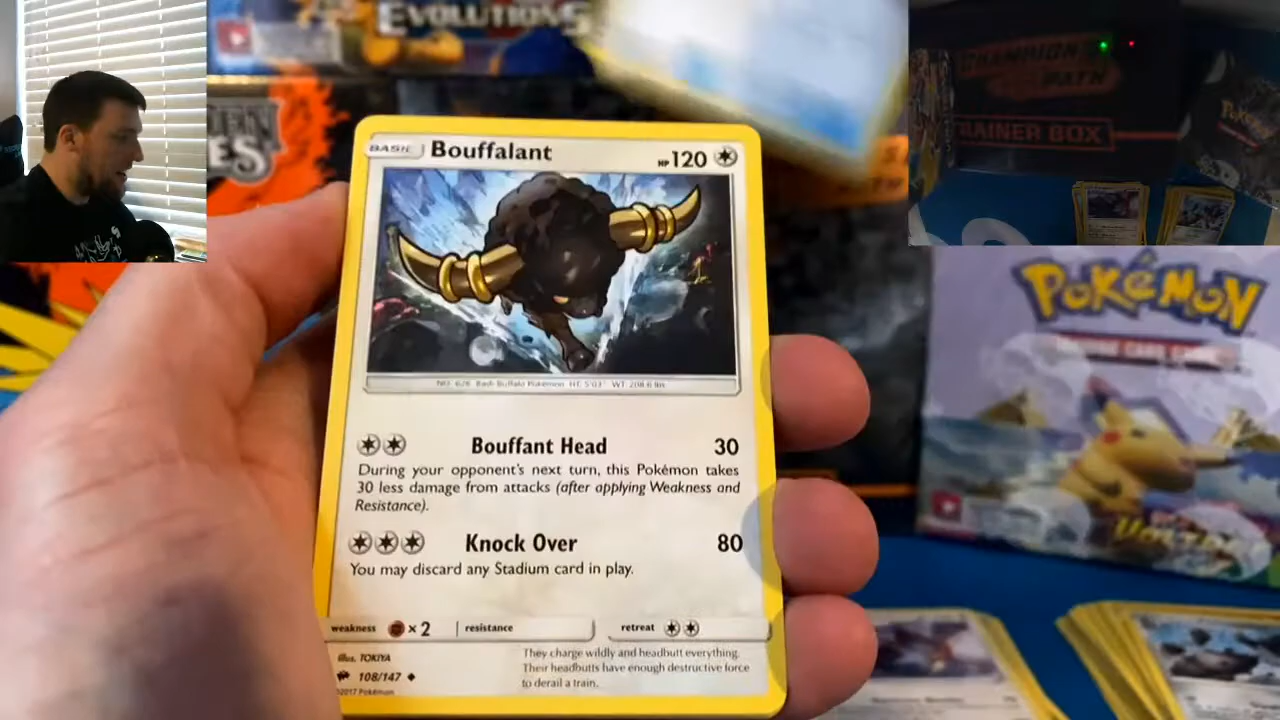 EVOLUTIONS
CHAMPION'S
PATH
TRAINER BOX
POKéMON
BASIC Bouffalant HP 120
NO. 626 Bash Buffalo Pokémon HT: 5'03" WT: 208.6 lbs.
Bouffant Head 30
During your opponent's next turn, this Pokémon takes
30 less damage from attacks (after applying Weakness and
Resistance).
Knock Over 80
You may discard any Stadium card in play.
weakness × 2 resistance retreat
illus. TOKIYA
108/147
©2017 Pokémon
They charge wildly and headbutt everything.
Their headbutts have enough destructive force
to derail a train.
POKéMON